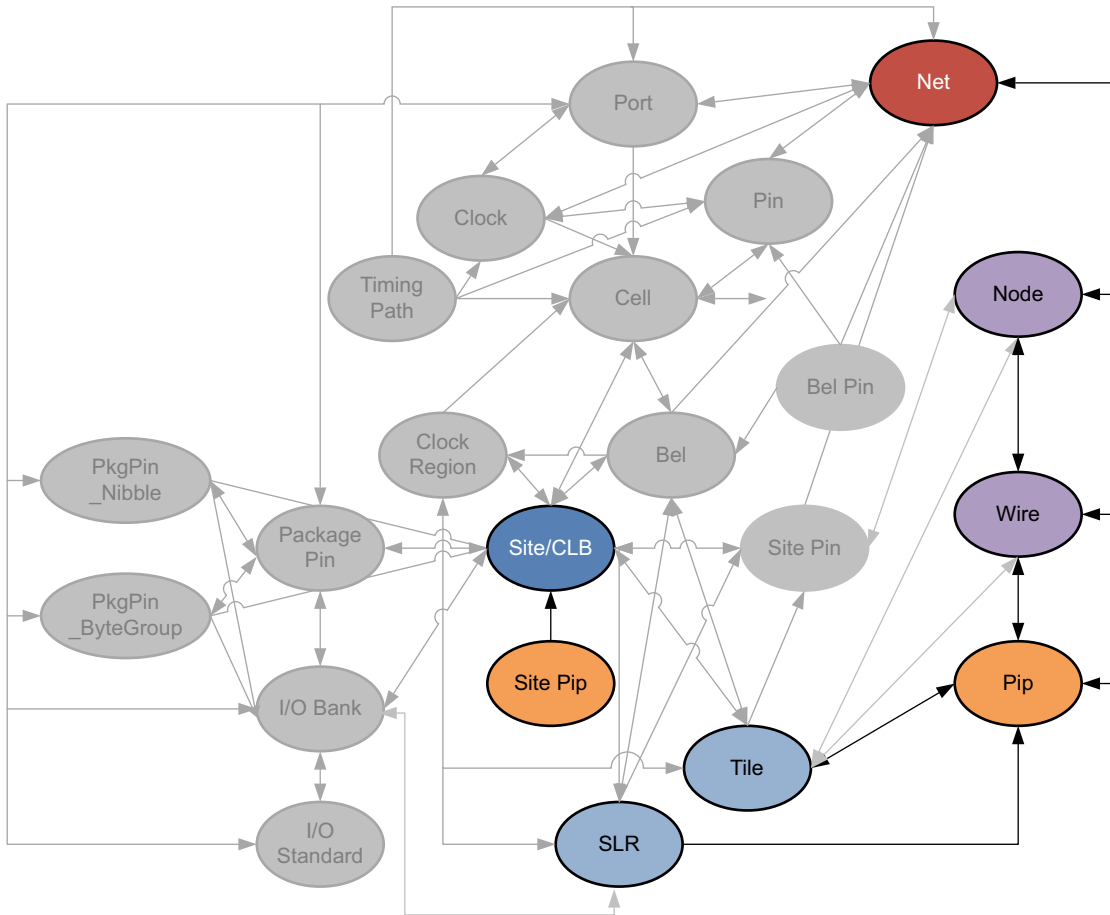 Net
Port
Pin
Clock
Timing
Path
Cell
Node
Bel Pin
Clock
Region
Bel
PkgPin
_Nibble
Wire
Package
Pin
Site/CLB
Site Pin
PkgPin
_ByteGroup
Site Pip
Pip
I/O Bank
Tile
I/O
Standard
SLR